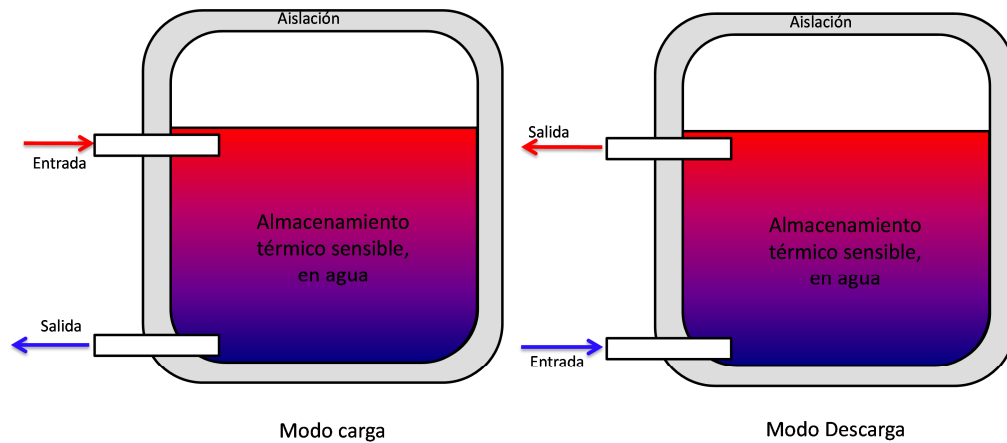 Aislación
Entrada
Almacenamiento
térmico sensible,
en agua
Salida
Modo carga
Aislación
Salida
Almacenamiento
térmico sensible,
en agua
Entrada
Modo Descarga